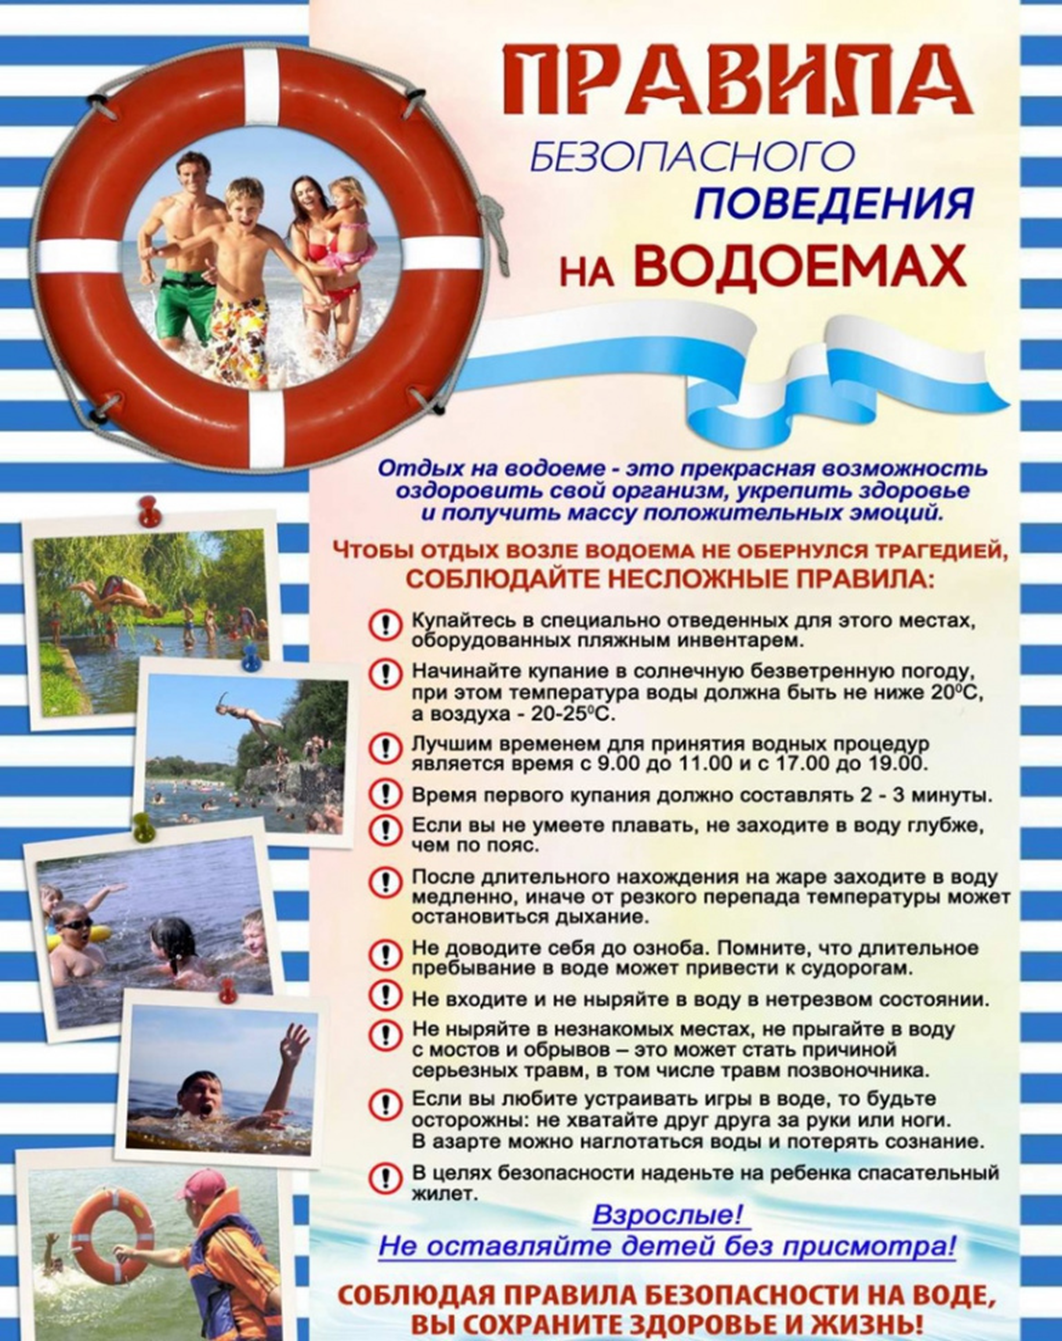 ПРАВИЛА
БЕЗОПАСНОГО
ПОВЕДЕНИЯ
НА ВОДОЕМАХ
Отдых на водоеме - это прекрасная возможность
оздоровить свой организм, укрепить здоровье
и получить массу положительных эмоций.
Чтобы отдых возле водоема не обернулся трагедией,
СОБЛЮДАЙТЕ НЕСЛОЖНЫЕ ПРАВИЛА:
Купайтесь в специально отведенных для этого местах,
оборудованных пляжным инвентарем.
Начинайте купание в солнечную безветренную погоду,
при этом температура воды должна быть не ниже 20⁰С,
а воздуха - 20-25⁰С.
Лучшим временем для принятия водных процедур
является время с 9.00 до 11.00 и с 17.00 до 19.00.
Время первого купания должно составлять 2 - 3 минуты.
Если вы не умеете плавать, не заходите в воду глубже,
чем по пояс.
После длительного нахождения на жаре заходите в воду
медленно, иначе от резкого перепада температуры может
остановиться дыхание.
Не доводите себя до озноба. Помните, что длительное
пребывание в воде может привести к судорогам.
Не входите и не ныряйте в воду в нетрезвом состоянии.
Не ныряйте в незнакомых местах, не прыгайте в воду
с мостов и обрывов – это может стать причиной
серьезных травм, в том числе травм позвоночника.
Если вы любите устраивать игры в воде, то будьте
осторожны: не хватайте друг друга за руки или ноги.
В азарте можно наглотаться воды и потерять сознание.
В целях безопасности наденьте на ребенка спасательный
жилет.
Взрослые!
Не оставляйте детей без присмотра!
СОБЛЮДАЯ ПРАВИЛА БЕЗОПАСНОСТИ НА ВОДЕ,
ВЫ СОХРАНИТЕ ЗДОРОВЬЕ И ЖИЗНЬ!